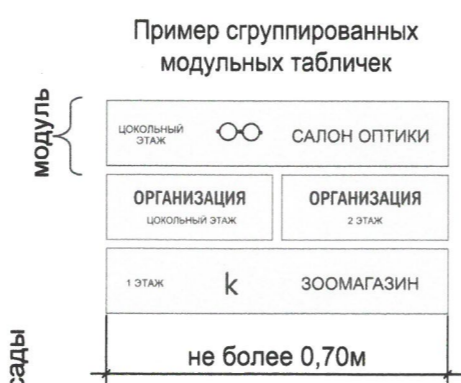 Пример сгруппированных
модульных табличек
модуль
ЦОКОЛЬНЫЙ
ЭТАЖ
САЛОН ОПТИКИ
ОРГАНИЗАЦИЯ
ЦОКОЛЬНЫЙ ЭТАЖ
ОРГАНИЗАЦИЯ
2 ЭТАЖ
1 ЭТАЖ
k
ЗООМАГАЗИН
не более 0,70м